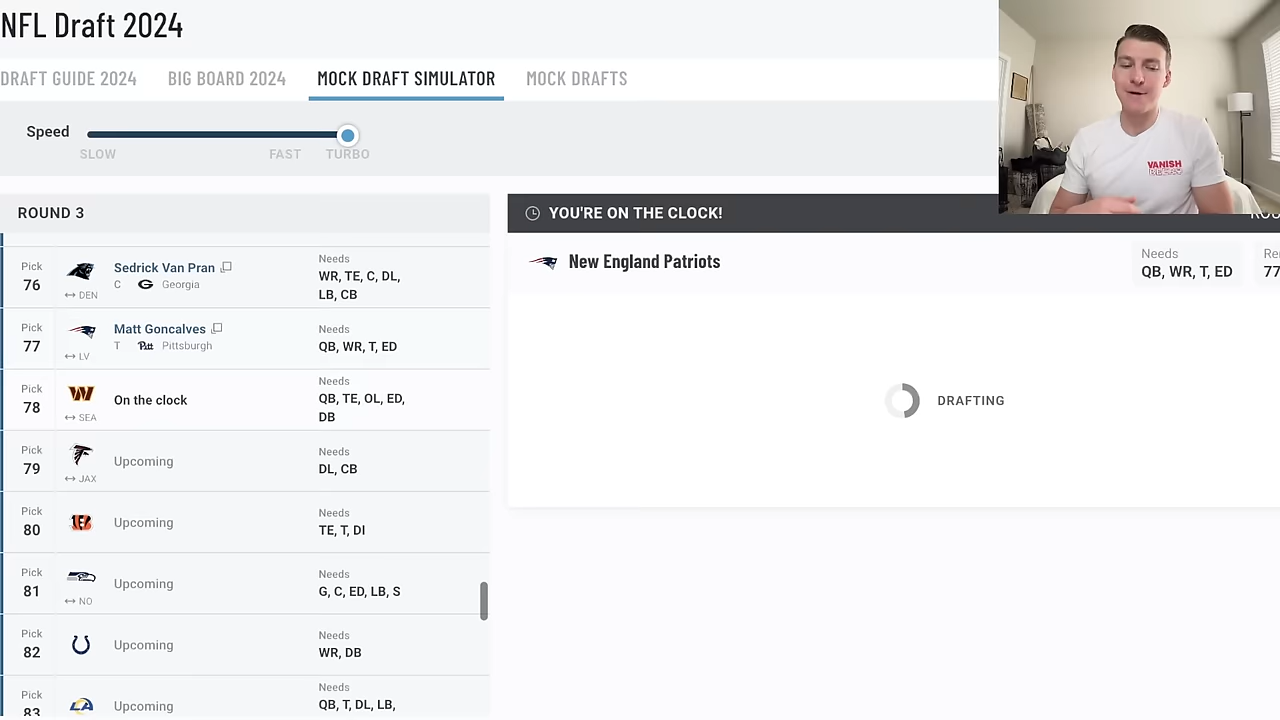 NFL Draft 2024
DRAFT GUIDE 2024 BIG BOARD 2024 MOCK DRAFT SIMULATOR MOCK DRAFTS
Speed
SLOW FAST TURBO
ROUND 3
Pick
76
DEN
Sedrick Van Pran
C Georgia
Needs
WR, TE, C, DL,
LB, CB
Pick
77
LV
Matt Goncalves
T Pitt Pittsburgh
Needs
QB, WR, T, ED
Pick
78
SEA
On the clock
Needs
QB, TE, OL, ED,
DB
Pick
79
JAX
Upcoming
Needs
DL, CB
Pick
80
Upcoming
Needs
TE, T, DI
Pick
81
NO
Upcoming
Needs
G, C, ED, LB, S
Pick
82
Upcoming
Needs
WR, DB
Pick
83
Upcoming
Needs
QB, T, DL, LB,
YOU'RE ON THE CLOCK!
New England Patriots
Needs
QB, WR, T, ED
77
DRAFTING
VANISH